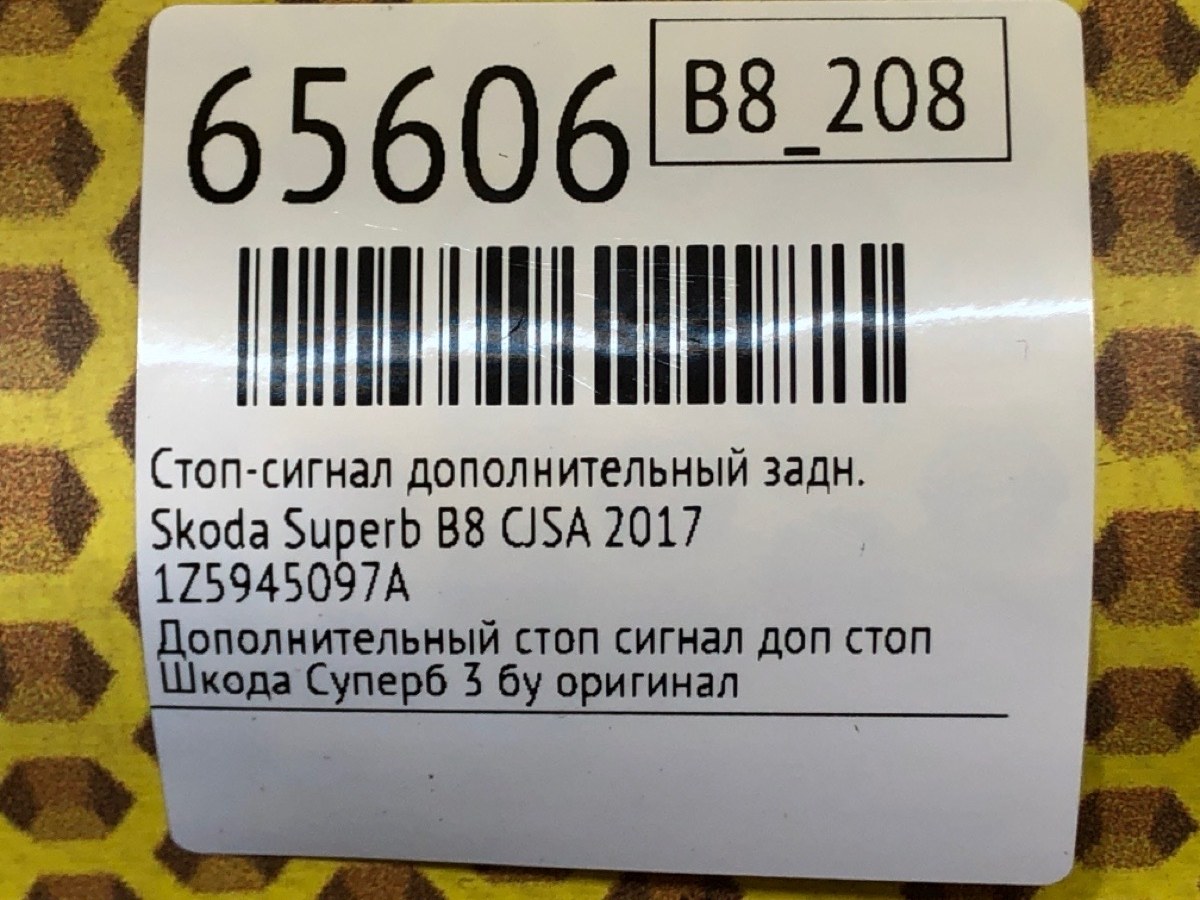 65606
B8_208
Стоп-сигнал дополнительный задн.
Skoda Superb B8 CJSA 2017
1Z5945097A
Дополнительный стоп сигнал доп стоп
Шкода Суперб 3 бу оригинал